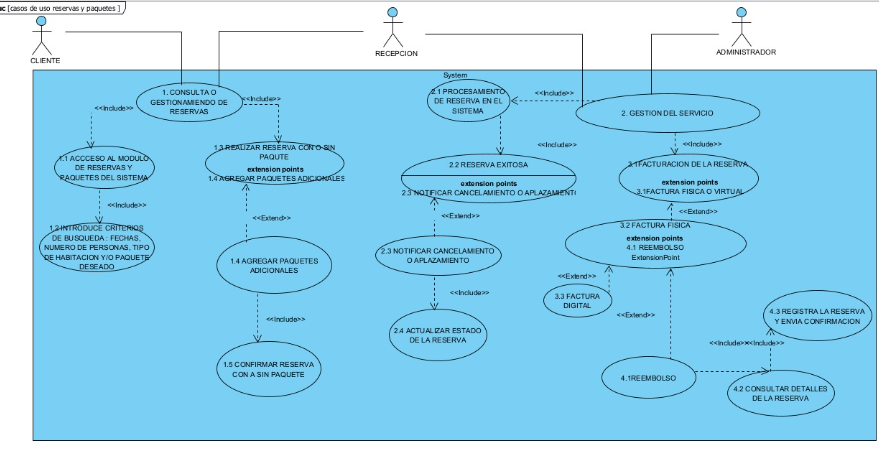 uc [casos de uso reservas y paquetes ]
CLIENTE
RECEPCION
ADMINISTRADOR
System
1. CONSULTA O
GESTIONAMIENDO DE
RESERVAS
<<Include>>
<<Include>>
1.1 ACCCESO AL MODULO
DE RESERVAS Y
PAQUETES DEL SISTEMA
<<Include>>
1.2 INTRODUCE CRITERIOS
DE BUSQUEDA : FECHAS,
NUMERO DE PERSONAS, TIPO
DE HABITACION Y/O PAQUETE
DESEADO
1.3 REALIZAR RESERVA CON O SIN
PAQUTE
extension points
1.4 AGREGAR PAQUETES ADICIONALES
<<Extend>>
1.4 AGREGAR PAQUETES
ADICIONALES
<<Include>>
1.5 CONFIRMAR RESERVA
CON A SIN PAQUETE
2.1 PROCESAMIENTO
DE RESERVA EN EL
SISTEMA
<<Include>>
<<Include>>
2.2 RESERVA EXITOSA
extension points
2.3 NOTIFICAR CANCELAMIENTO O APLAZAMIENTO
<<Extend>>
2.3 NOTIFICAR CANCELAMIENTO
O APLAZAMIENTO
<<Include>>
2.4 ACTUALIZAR ESTADO
DE LA RESERVA
2. GESTION DEL SERVICIO
<<Include>>
3.1FACTURACION DE LA RESERVA
extension points
3.1FACTURA FISICA O VIRTUAL
<<Extend>>
3.2 FACTURA FISICA
extension points
4.1 REEMBOLSO
ExtensionPoint
<<Extend>>
3.3 FACTURA
DIGITAL
<<Extend>>
4.1REEMBOLSO
<<Include>>
<<Include>>
4.3 REGISTRA LA RESERVA
Y ENVIA CONFIRMACION
4.2 CONSULTAR DETALLES
DE LA RESERVA